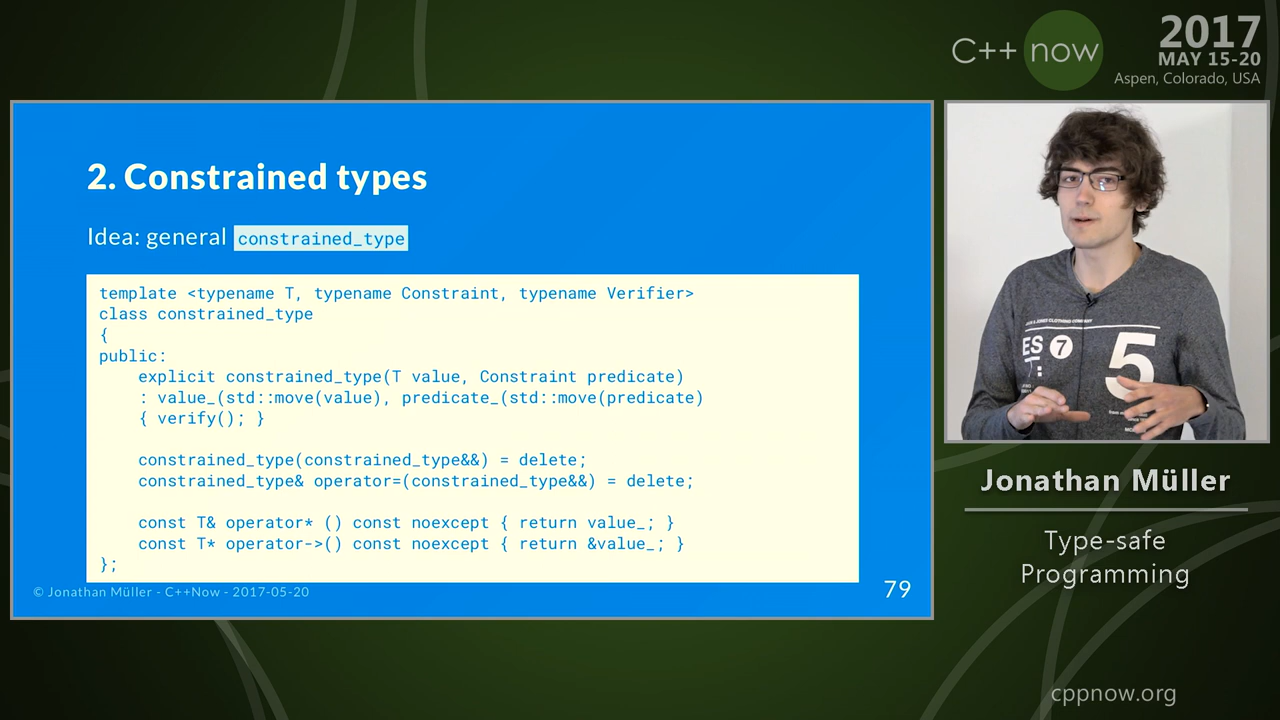 C++ now
2017
MAY 15-20
Aspen, Colorado, USA
2. Constrained types
Idea: general constrained_type
template <typename T, typename Constraint, typename Verifier>
class constrained_type
{
public:
    explicit constrained_type(T value, Constraint predicate)
    : value_(std::move(value), predicate_(std::move(predicate)
    { verify(); }
    constrained_type(constrained_type&&) = delete;
    constrained_type& operator=(constrained_type&&) = delete;
    const T& operator* () const noexcept { return value_; }
    const T* operator->() const noexcept { return &value_; }
};
© Jonathan Müller - C++Now - 2017-05-20
79
ES 7
5
Jonathan Müller
Type-safe
Programming
cppnow.org